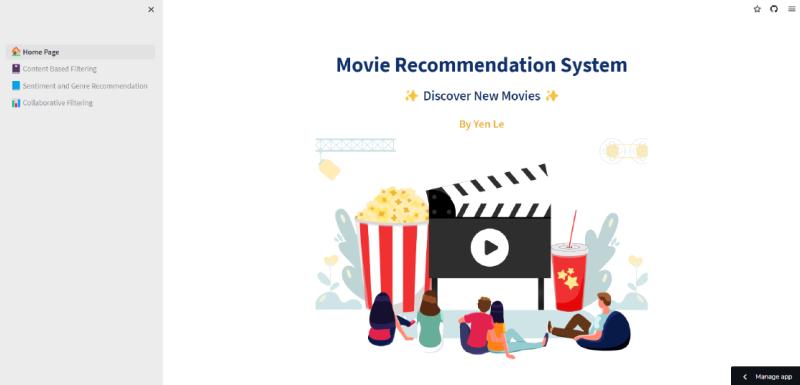 Home Page
Content Based Filtering
Sentiment and Genre Recommendation
Collaborative Filtering
Movie Recommendation System
✨ Discover New Movies ✨
By Yen Le
Manage app